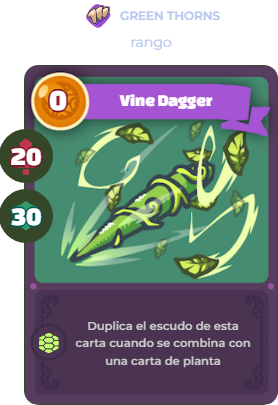 GREEN THORNS
rango
0
Vine Dagger
20
30
Duplica el escudo de esta
carta cuando se combina con
una carta de planta